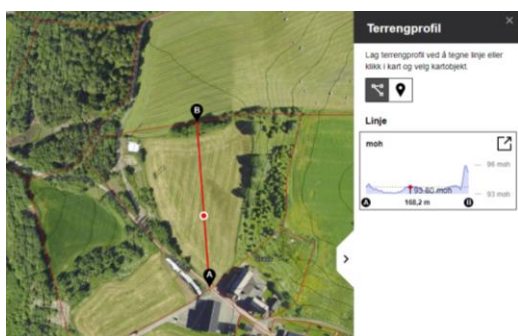 Terrengprofil
Lag terrengprofil ved å tegne linje eller
klikk i kart og velg kartobjekt.
Linje
moh
96 moh
93.80 moh
93 moh
A
168,2 m
B
B
A